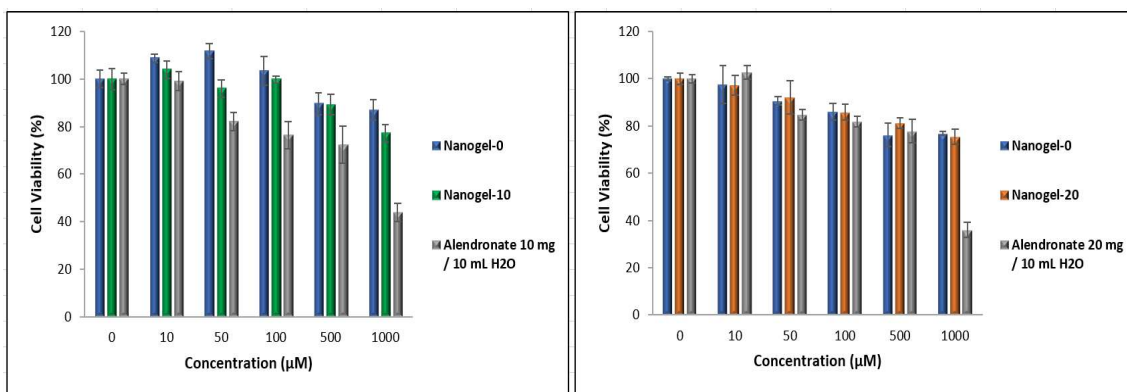 120
100
80
60
40
20
0
Cell Viability (%)
0 10 50 100 500 1000
Concentration (µM)
Nanogel-0
Nanogel-10
Alendronate 10 mg
/ 10 mL H2O
120
100
80
60
40
20
0
Cell Viability (%)
0 10 50 100 500 1000
Concentration (µM)
Nanogel-0
Nanogel-20
Alendronate 20 mg
/ 10 mL H2O